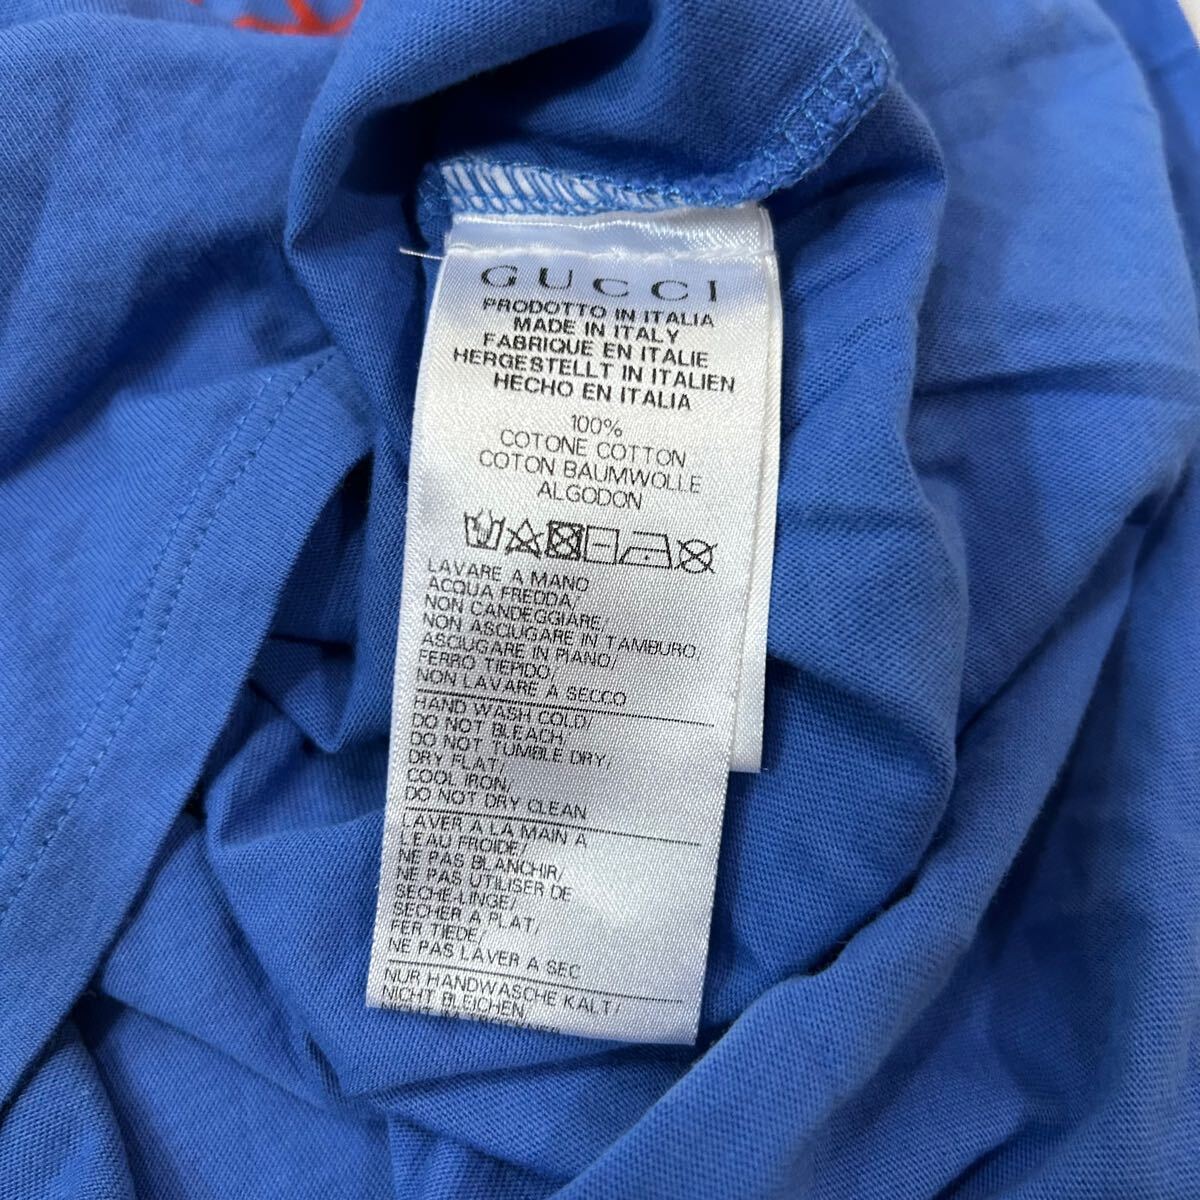 GUCCI
PRODOTTO IN ITALIA
MADE IN ITALY
FABRIQUE EN ITALIE
HERGESTELLT IN ITALIEN
HECHO EN ITALIA
100%
COTONE COTTON
COTON BAUMWOLLE
ALGODON
LAVARE A MANO
ACQUA FREDDA/
NON CANDEGGIARE/
NON ASCIUGARE IN TAMBURO,
ASCIUGARE IN PIANO/
FERRO TIEPIDO/
NON LAVARE A SECCO
HAND WASH COLD/
DO NOT BLEACH,
DO NOT TUMBLE DRY,
DRY FLAT,
COOL IRON,
DO NOT DRY CLEAN
LAVER A LA MAIN A
L'EAU FROIDE/
NE PAS BLANCHIR/
NE PAS UTILISER DE
SECHE-LINGE/
SECHER A PLAT,
FER TIEDE/
NE PAS LAVER A SEC
NUR HANDWASCHE KALT/
NICHT BLEICHEN,